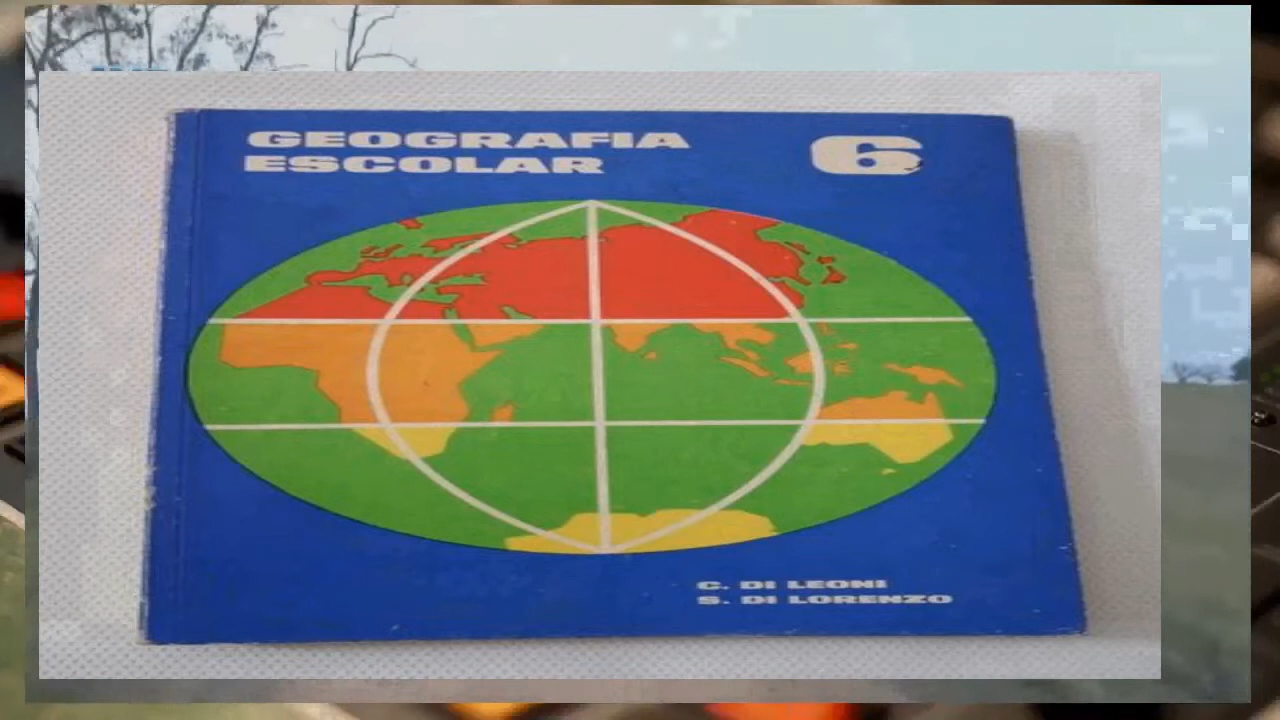 GEOGRAFIA
ESCOLAR
6
C. DI LEONI
S. DI LORENZO